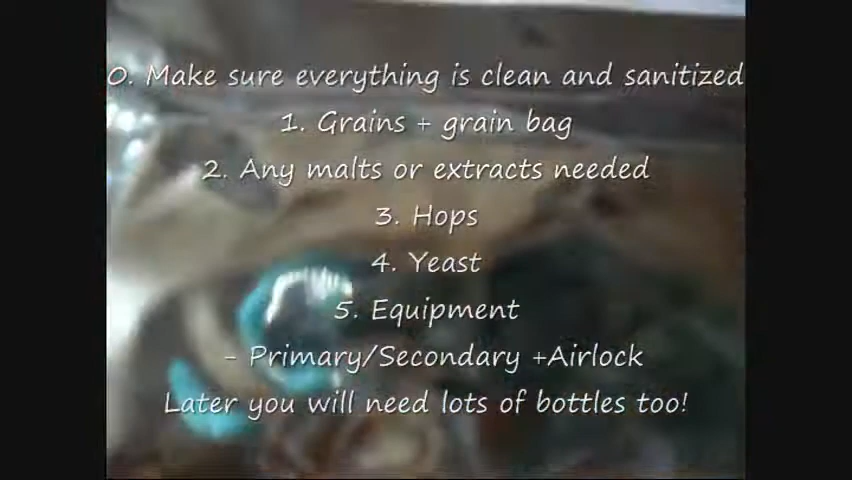 0. Make sure everything is clean and sanitized
1. Grains + grain bag
2. Any malts or extracts needed
3. Hops
4. Yeast
5. Equipment
- Primary/Secondary +Airlock
Later you will need lots of bottles too!